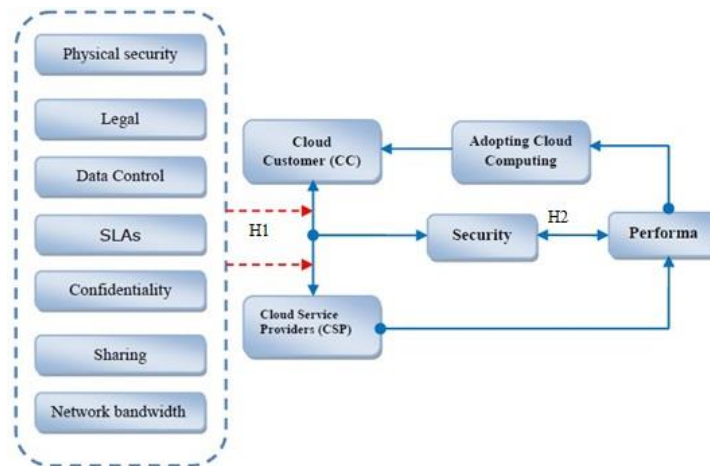 Physical security
Legal
Data Control
SLAs
Confidentiality
Sharing
Network bandwidth
H1
Cloud
Customer (CC)
Adopting Cloud
Computing
Security
H2
Performa
Cloud Service
Providers (CSP)